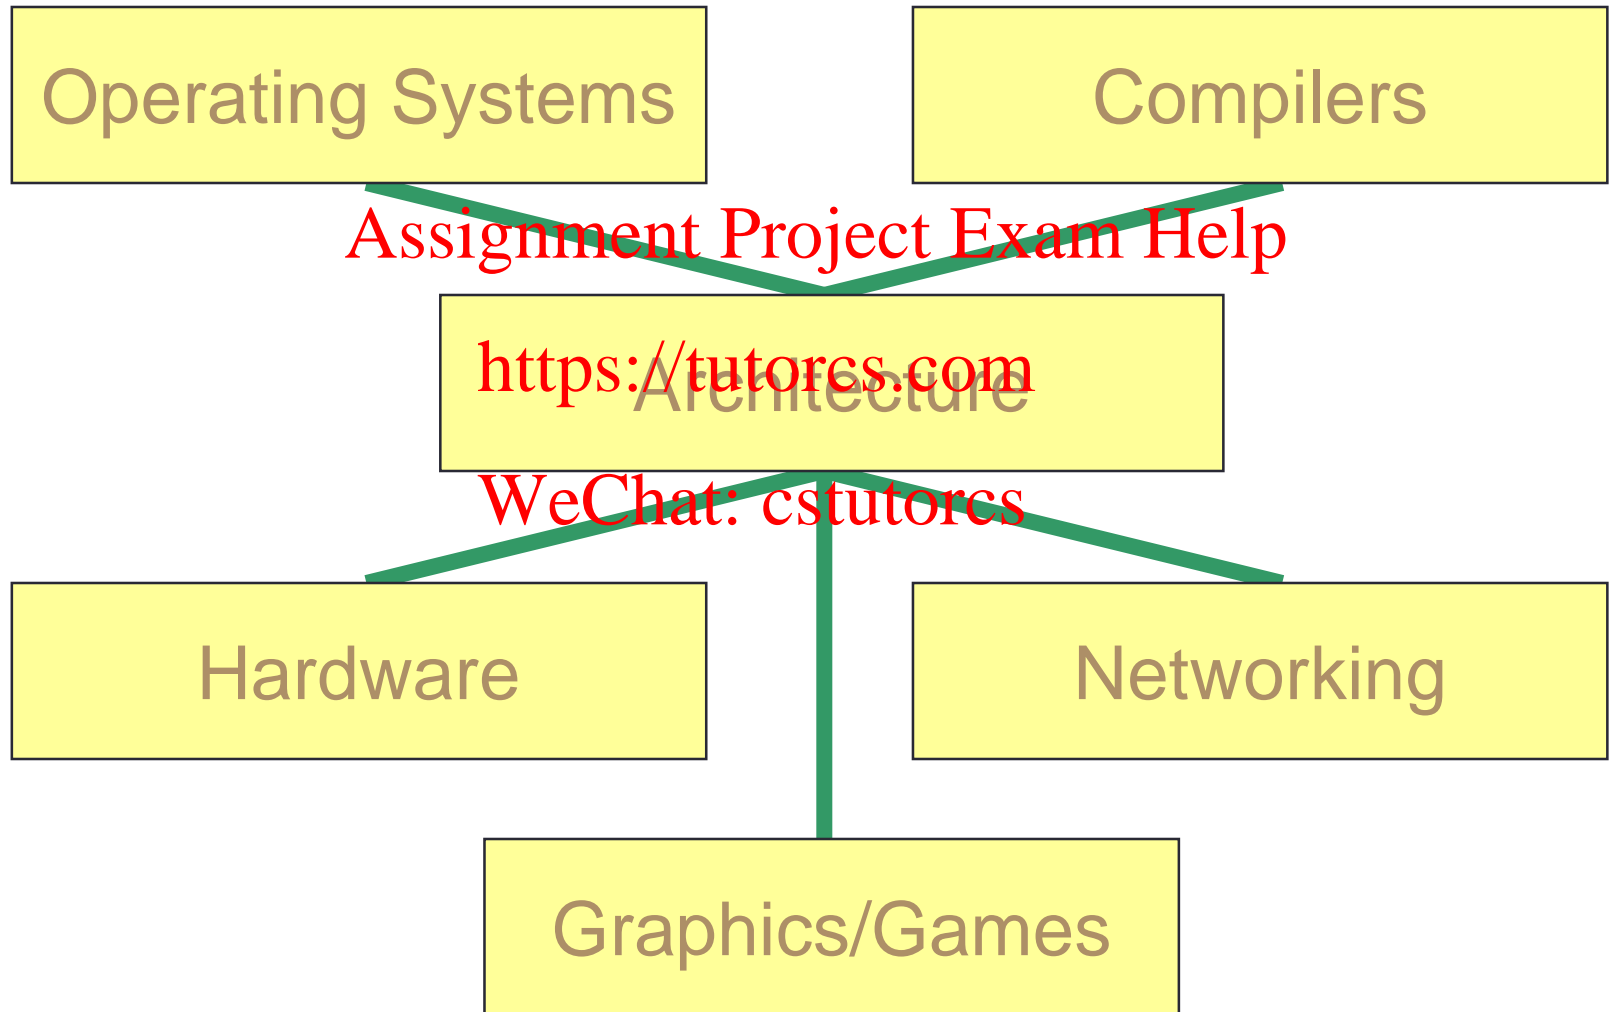 Operating Systems
Compilers
Assignment Project Exam Help
https://tutorcs.com
Architecture
WeChat: cstutorcs
Hardware
Networking
Graphics/Games